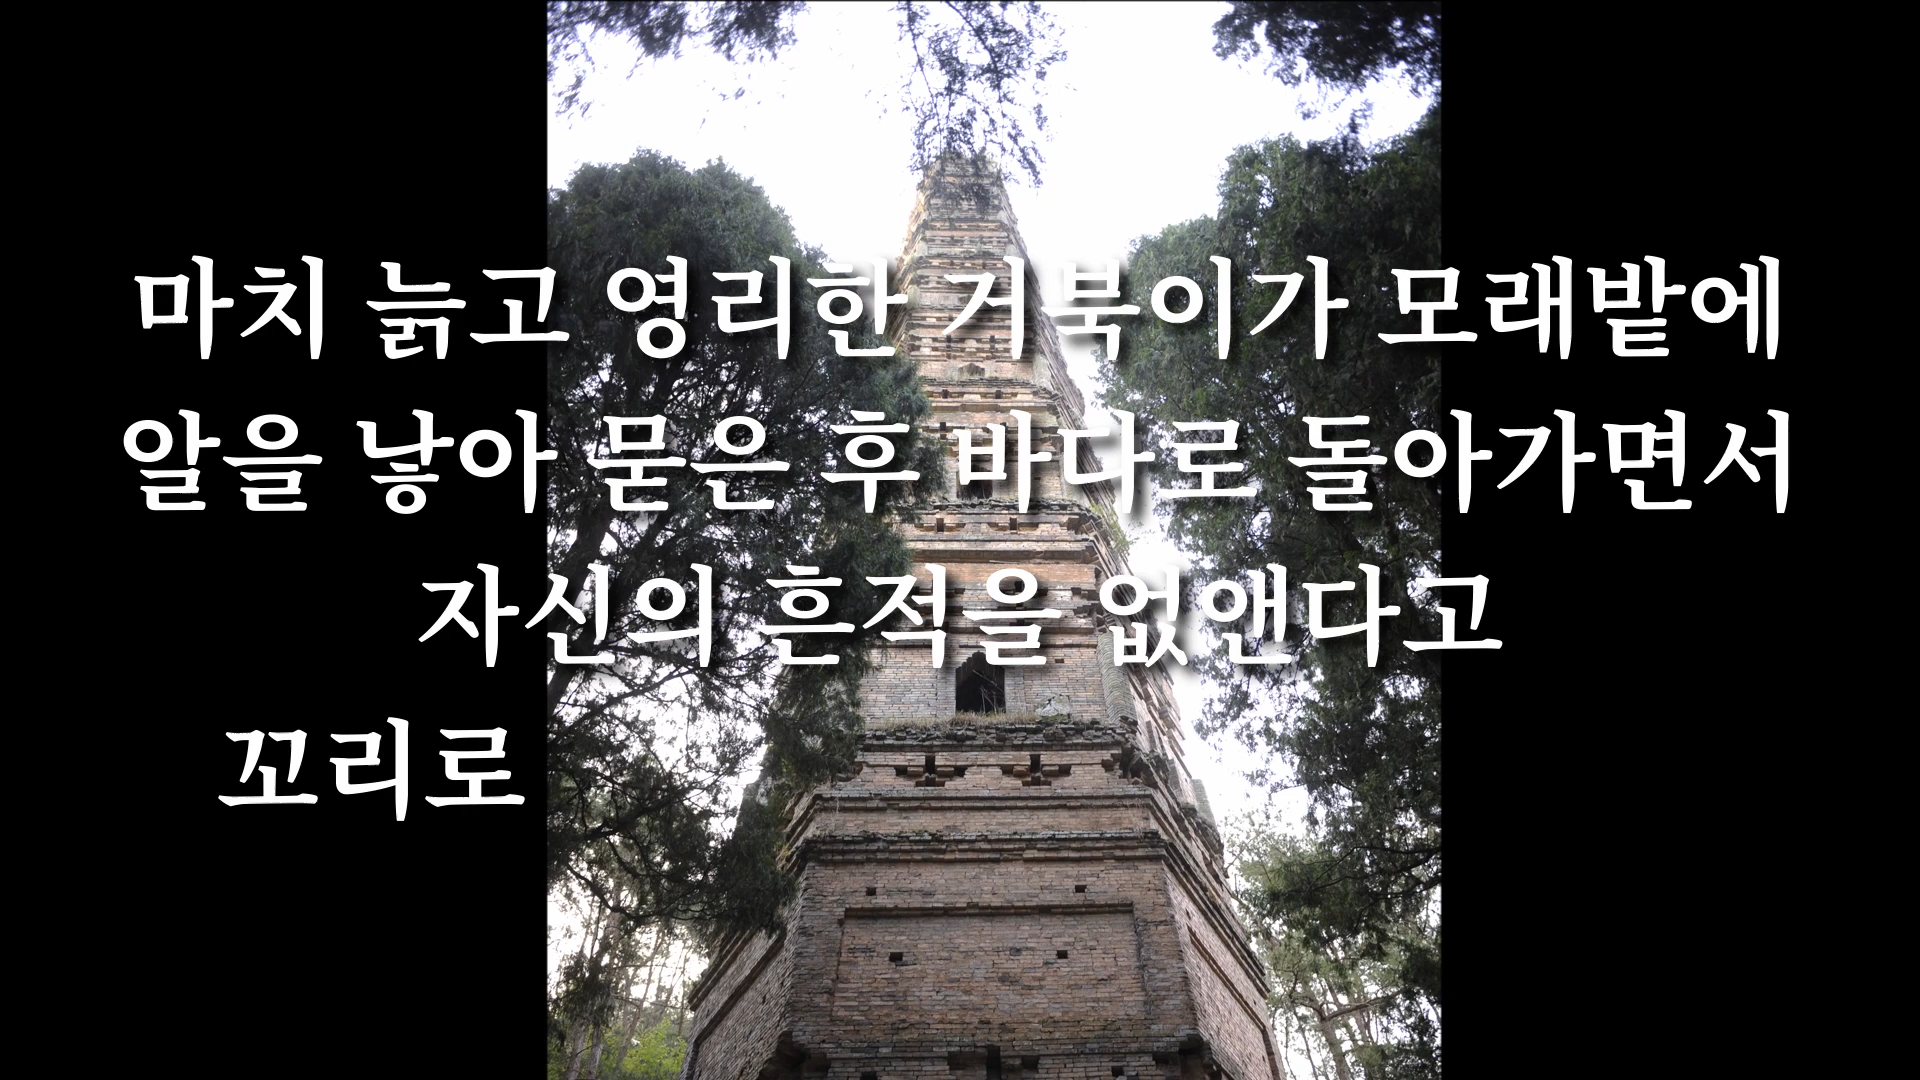 마치 늙고 영리한 거북이가 모래밭에
알을 낳아 묻은 후 바다로 돌아가면서
자신의 흔적을 없앤다고
꼬리로